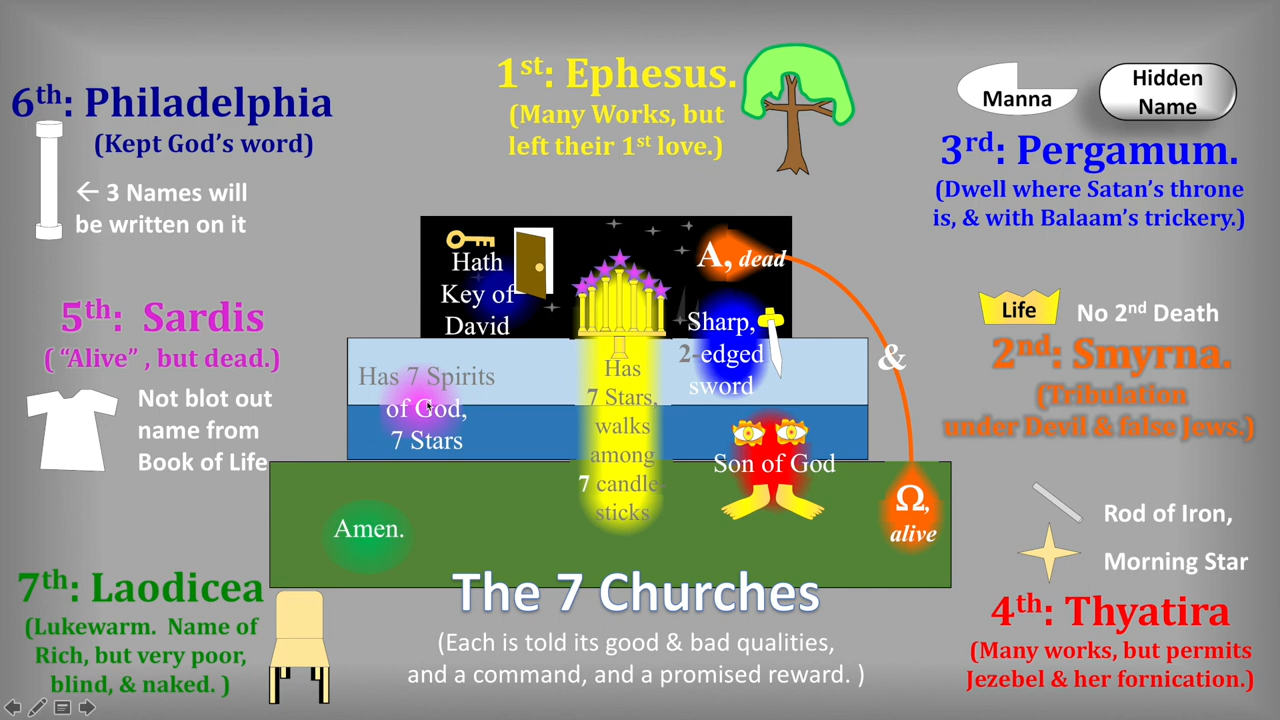 1st: Ephesus.
(Many Works, but
left their 1st love.)
6th: Philadelphia
(Kept God's word)
← 3 Names will
be written on it
Manna
Hidden
Name
3rd: Pergamum.
(Dwell where Satan's throne
is, & with Balaam's trickery.)
Hath
Key of
David
A, dead
&
Ω,
alive
Sharp,
2-edged
sword
Has
7 Stars,
walks
among
7 candle
sticks
Has 7 Spirits
of God,
7 Stars
Son of God
Amen.
5th: Sardis
( “Alive” , but dead.)
Not blot out
name from
Book of Life
Life
No 2nd Death
2nd: Smyrna.
(Tribulation
under Devil & false Jews.)
Rod of Iron,
Morning Star
4th: Thyatira
(Many works, but permits
Jezebel & her fornication.)
7th: Laodicea
(Lukewarm. Name of
Rich, but very poor,
blind, & naked. )
The 7 Churches
(Each is told its good & bad qualities,
and a command, and a promised reward. )